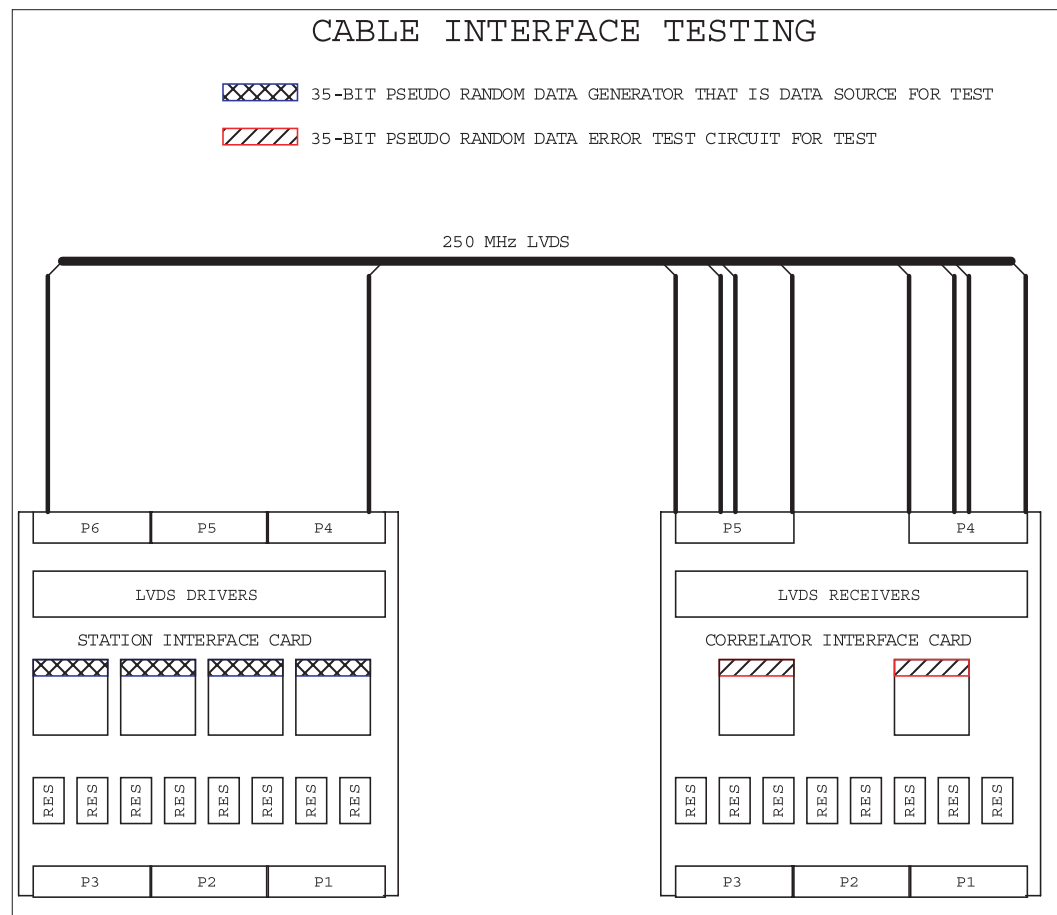 CABLE INTERFACE TESTING
35-BIT PSEUDO RANDOM DATA GENERATOR THAT IS DATA SOURCE FOR TEST
35-BIT PSEUDO RANDOM DATA ERROR TEST CIRCUIT FOR TEST
250 MHz LVDS
P6 P5 P4
LVDS DRIVERS
STATION INTERFACE CARD
RES RES RES RES RES RES RES RES
P3 P2 P1
P5 P4
LVDS RECEIVERS
CORRELATOR INTERFACE CARD
RES RES RES RES RES RES RES RES
P3 P2 P1